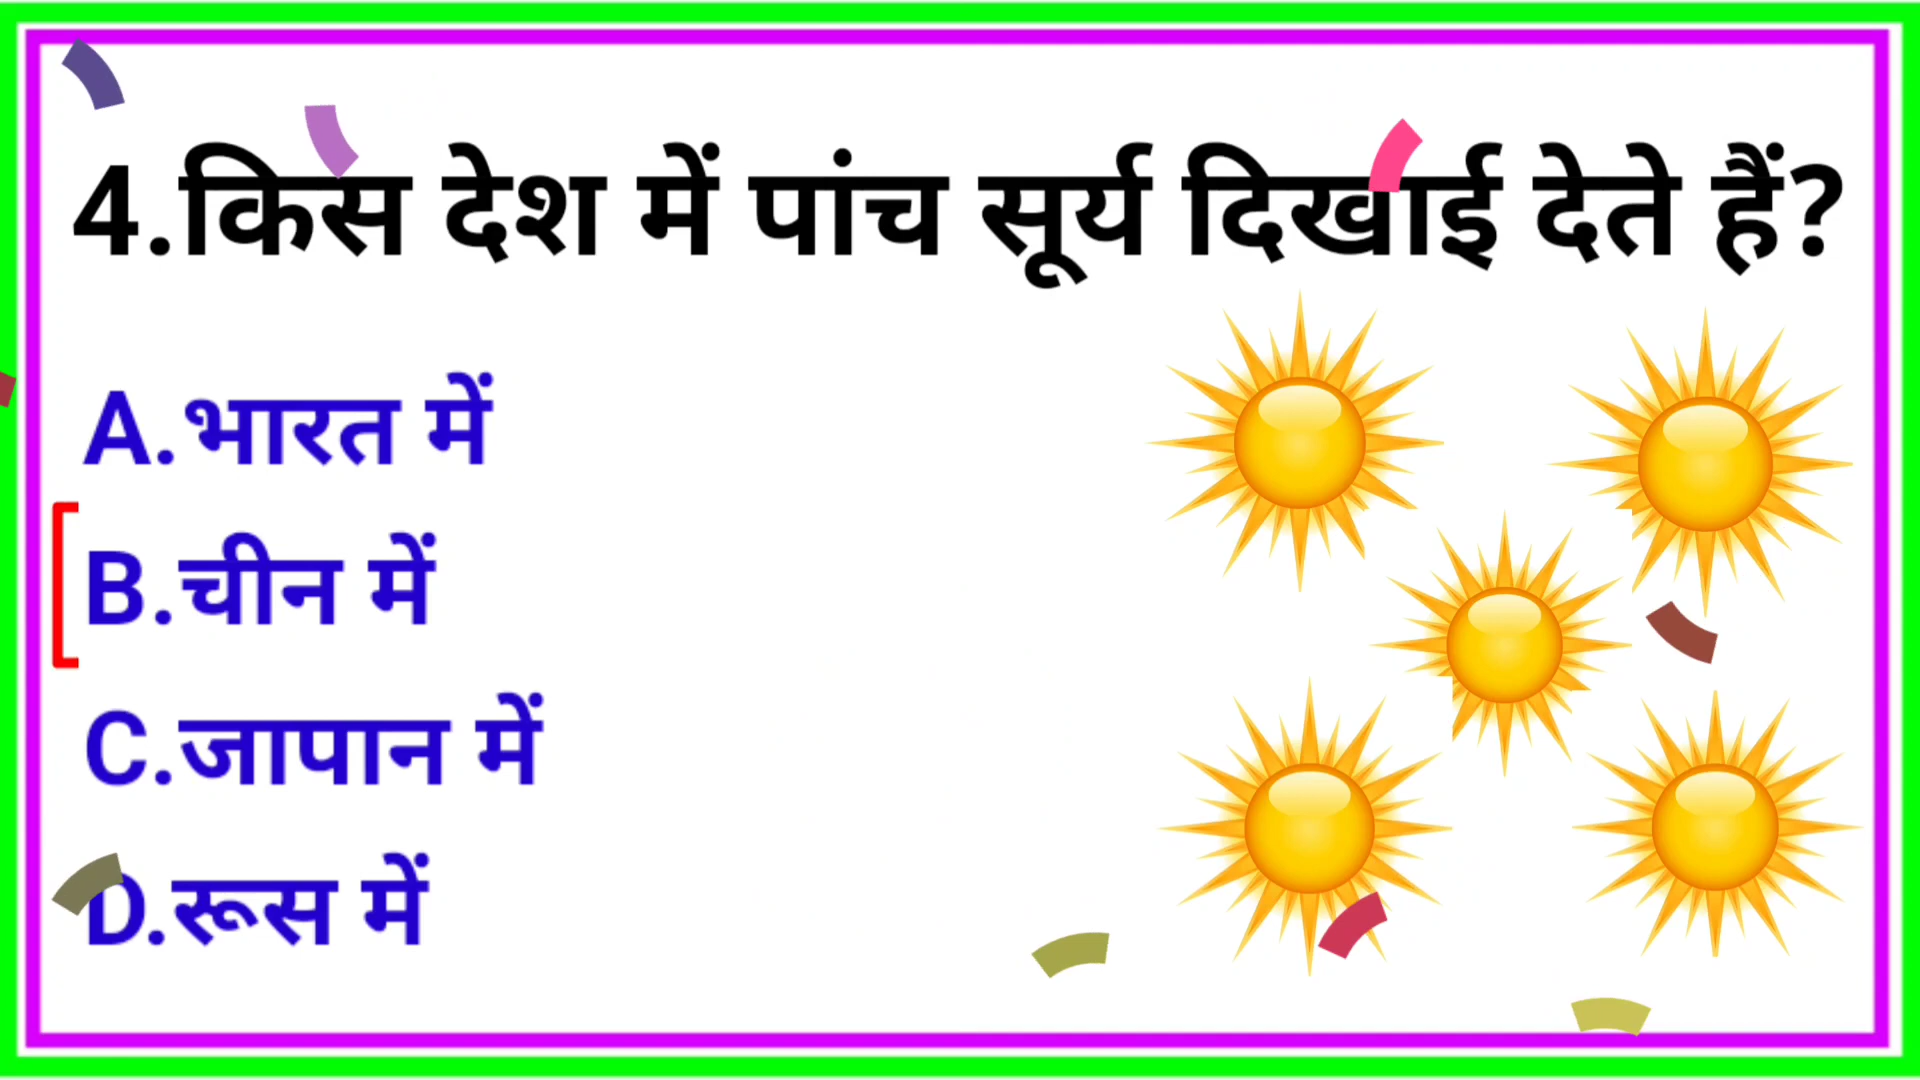 4.किस देश में पांच सूर्य दिखाई देते हैं?
A.भारत में
B.चीन में
C.जापान में
D.रूस में